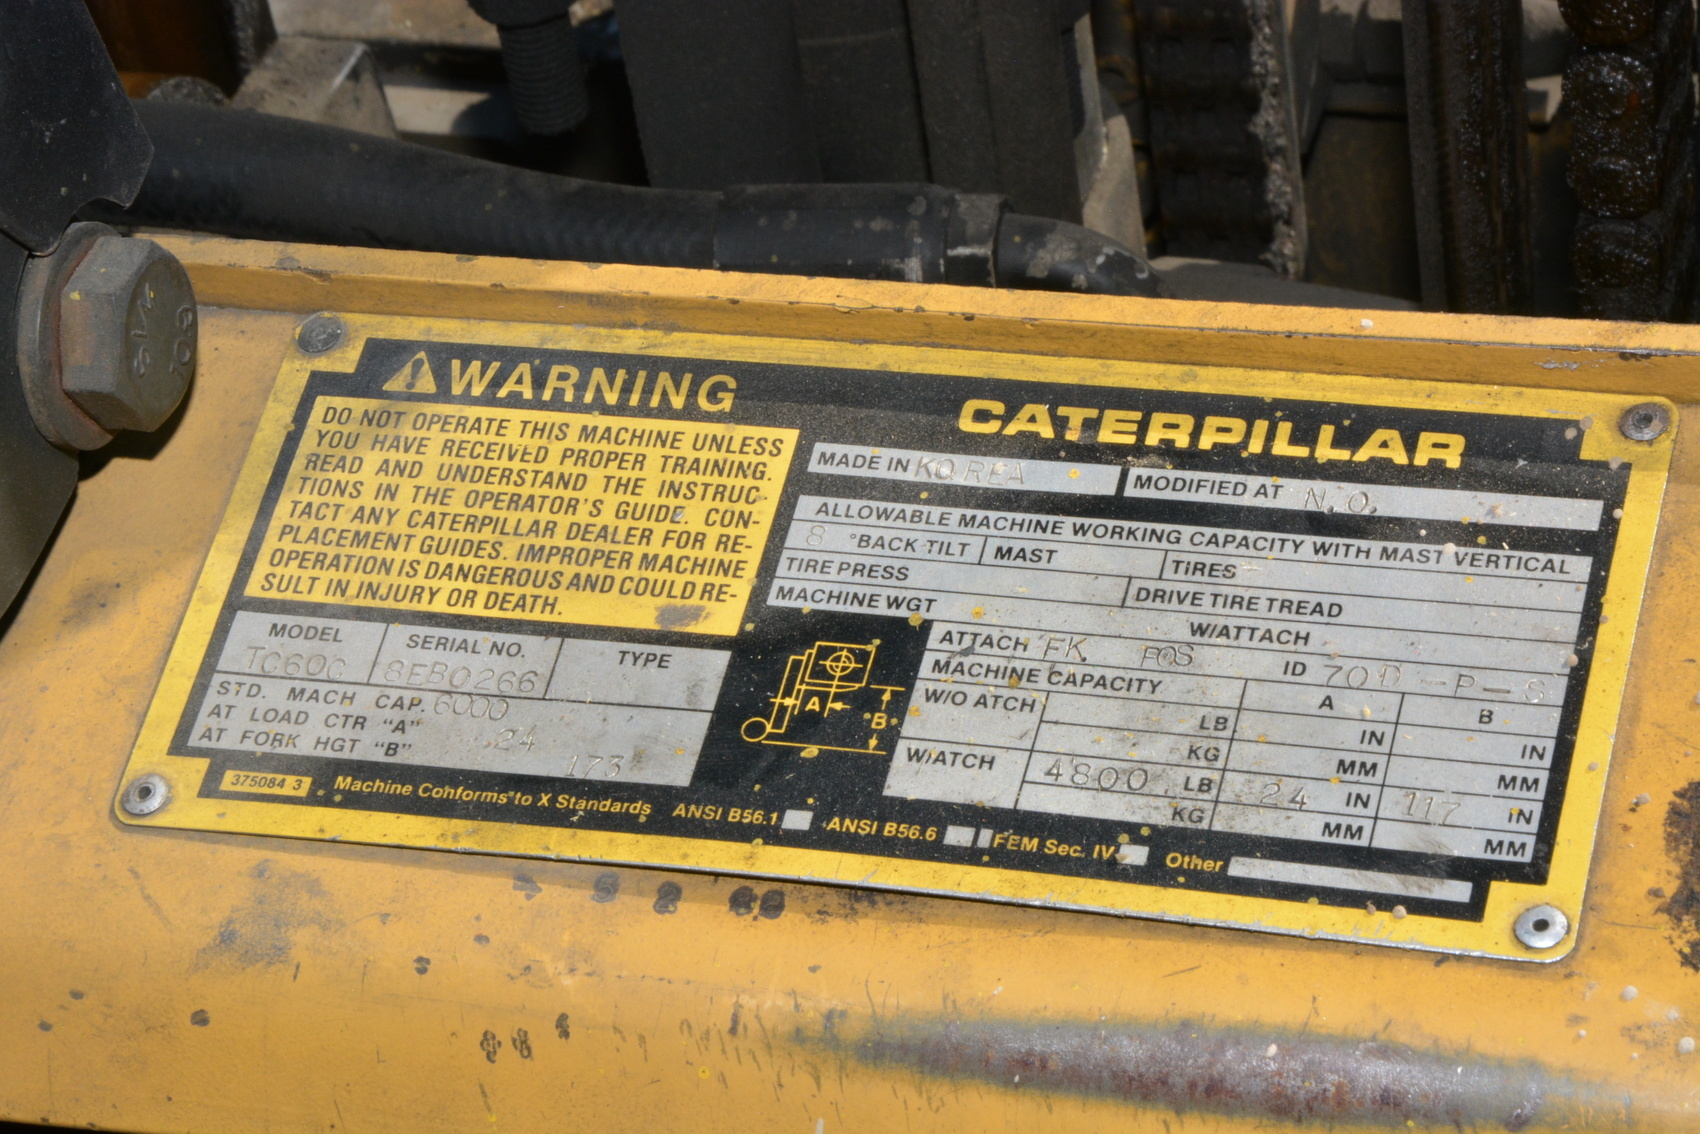 WARNING
DO NOT OPERATE THIS MACHINE UNLESS
YOU HAVE RECEIVED PROPER TRAINING.
READ AND UNDERSTAND THE INSTRUC-
TIONS IN THE OPERATOR'S GUIDE. CON-
TACT ANY CATERPILLAR DEALER FOR RE-
PLACEMENT GUIDES. IMPROPER MACHINE
OPERATION IS DANGEROUS AND COULD RE-
SULT IN INJURY OR DEATH.
MODEL SERIAL NO. TYPE
TC60C 8EB0266
STD. MACH CAP. 6000
AT LOAD CTR "A" 24
AT FORK HGT "B" 173
CATERPILLAR
MADE IN KOREA MODIFIED AT N.O.
ALLOWABLE MACHINE WORKING CAPACITY WITH MAST VERTICAL
8 °BACK TILT MAST TIRES
TIRE PRESS DRIVE TIRE TREAD
MACHINE WGT W/ATTACH
ATTACH FK POS ID 70D-P-S
MACHINE CAPACITY A B
W/O ATCH LB IN IN
KG MM MM
W/ATCH 4800 LB 24 IN 117 IN
KG MM MM
A
B
375084 3 Machine Conforms to X Standards ANSI B56.1 ANSI B56.6 FEM Sec. IV Other